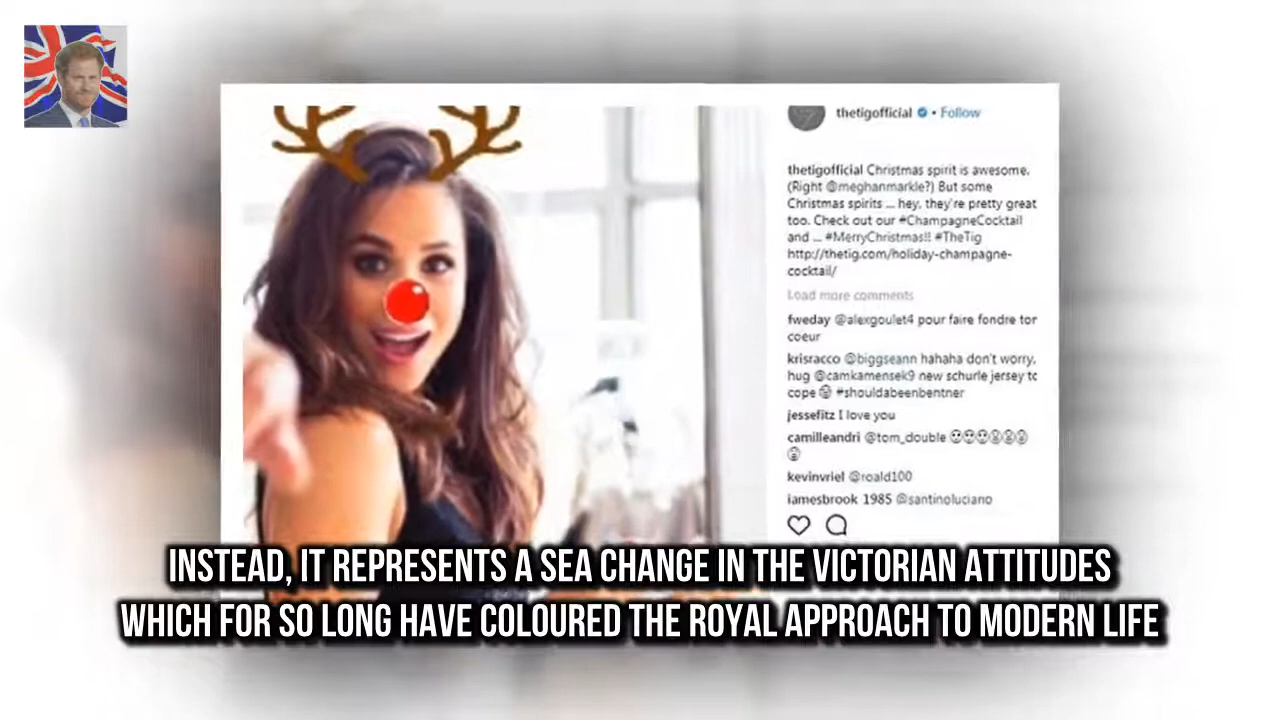 thetigofficial • Follow
thetigofficial Christmas spirit is awesome.
(Right @meghanmarkle?) But some
Christmas spirits ... hey, they're pretty great
too. Check out our #ChampagneCocktail
and ... #MerryChristmas!! #TheTig
http://thetig.com/holiday-champagne-
cocktail/
Load more comments
fweday @alexgoulet4 pour faire fondre tor
coeur
krisracco @biggseann hahaha don't worry,
hug @camkamensek9 new schurle jersey tc
cope #shouldabeenbentner
jessefitz I love you
camilleandri @tom_double
kevinvriel @roald100
iamesbrook 1985 @santinoluciano
INSTEAD, IT REPRESENTS A SEA CHANGE IN THE VICTORIAN ATTITUDES
WHICH FOR SO LONG HAVE COLOURED THE ROYAL APPROACH TO MODERN LIFE